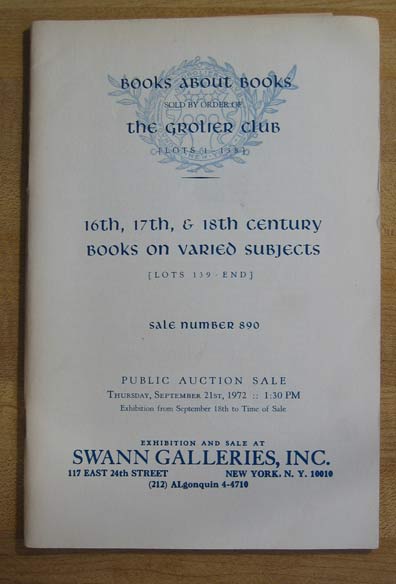 BOOKS ABOUT BOOKS
SOLD BY ORDER OF
THE GROLIER CLUB
[LOTS 1 - 138]
16th, 17th, & 18th CENTURY
BOOKS ON VARIED SUBJECTS
[LOTS 139 - END]
SALE NUMBER 890
PUBLIC AUCTION SALE
THURSDAY, SEPTEMBER 21ST, 1972 :: 1:30 PM
Exhibition from September 18th to Time of Sale
EXHIBITION AND SALE AT
SWANN GALLERIES, INC.
117 EAST 24th STREET NEW YORK. N. Y. 10010
(212) ALgonquin 4-4710